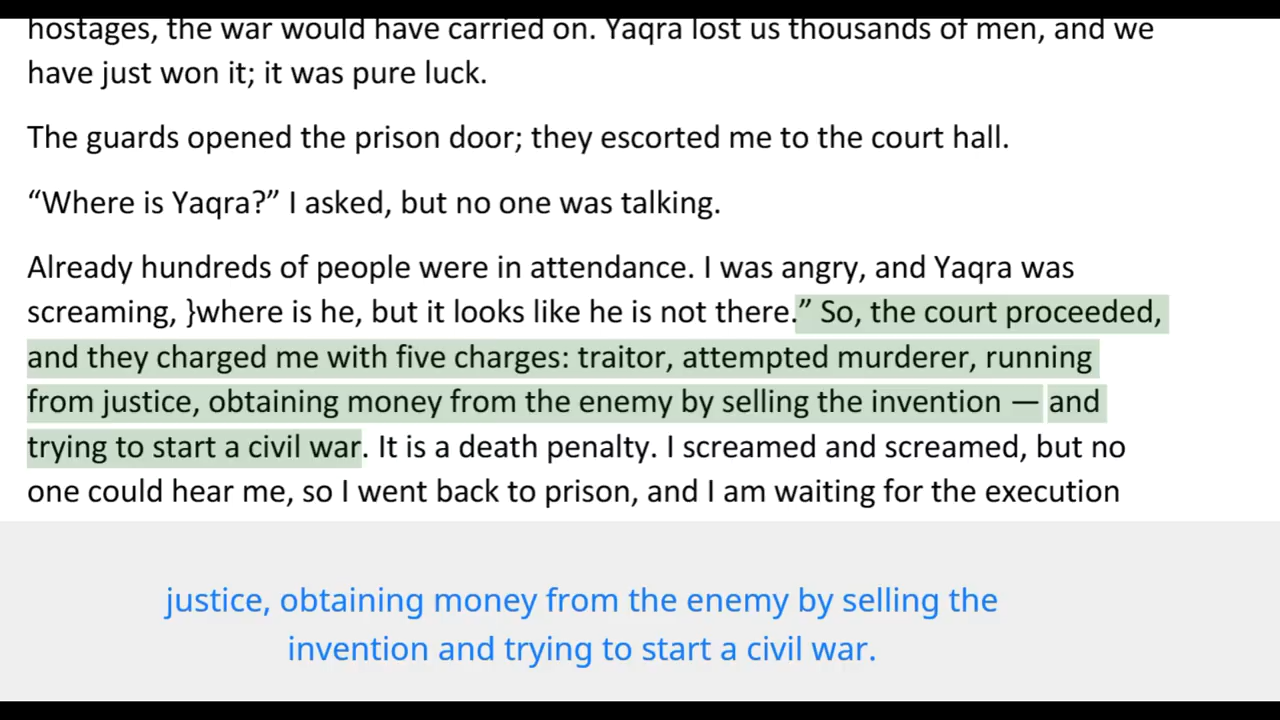 hostages, the war would have carried on. Yaqra lost us thousands of men, and we
have just won it; it was pure luck.
The guards opened the prison door; they escorted me to the court hall.
“Where is Yaqra?” I asked, but no one was talking.
Already hundreds of people were in attendance. I was angry, and Yaqra was
screaming, }where is he, but it looks like he is not there.” So, the court proceeded,
and they charged me with five charges: traitor, attempted murderer, running
from justice, obtaining money from the enemy by selling the invention — and
trying to start a civil war. It is a death penalty. I screamed and screamed, but no
one could hear me, so I went back to prison, and I am waiting for the execution
justice, obtaining money from the enemy by selling the
invention and trying to start a civil war.